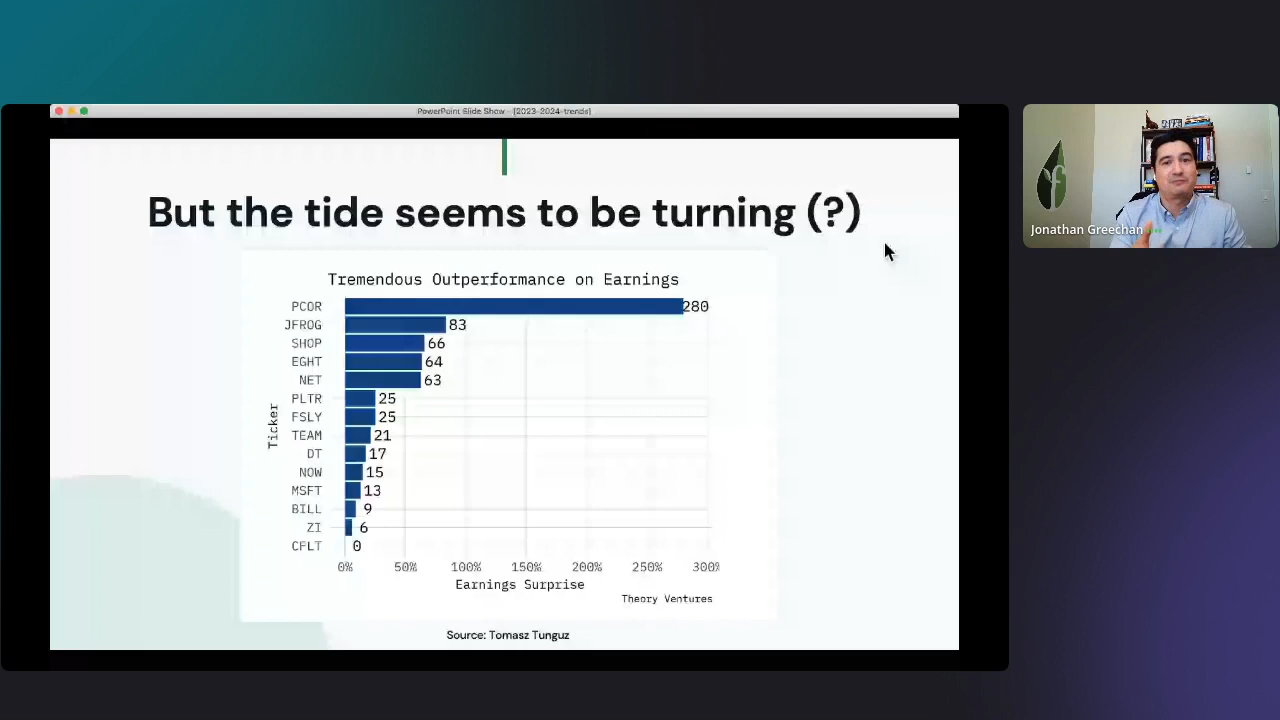 PowerPoint Slide Show - [2023-2024-trends]
But the tide seems to be turning (?)
Tremendous Outperformance on Earnings
Ticker
PCOR 280
JFROG 83
SHOP 66
EGHT 64
NET 63
PLTR 25
FSLY 25
TEAM 21
DT 17
NOW 15
MSFT 13
BILL 9
ZI 6
CFLT 0
0% 50% 100% 150% 200% 250% 300%
Earnings Surprise
Theory Ventures
Source: Tomasz Tunguz
Jonathan Greechan